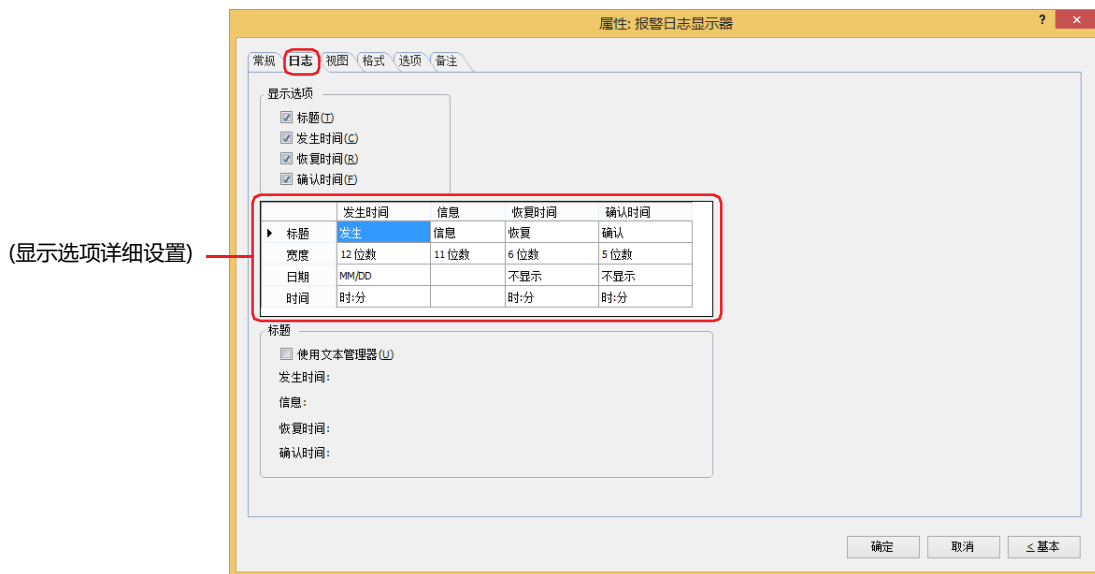 属性: 报警日志显示器
? ×
常规 日志 视图 格式 选项 备注
显示选项
标题(T)
发生时间(C)
恢复时间(R)
确认时间(F)
发生时间 信息 恢复时间 确认时间
标题 发生 信息 恢复 确认
(显示选项详细设置)
宽度 12 位数 11 位数 6 位数 5 位数
日期 MM/DD 不显示 不显示
时间 时:分 时:分 时:分
标题
使用文本管理器(U)
发生时间:
信息:
恢复时间:
确认时间:
确定 取消 ≤基本